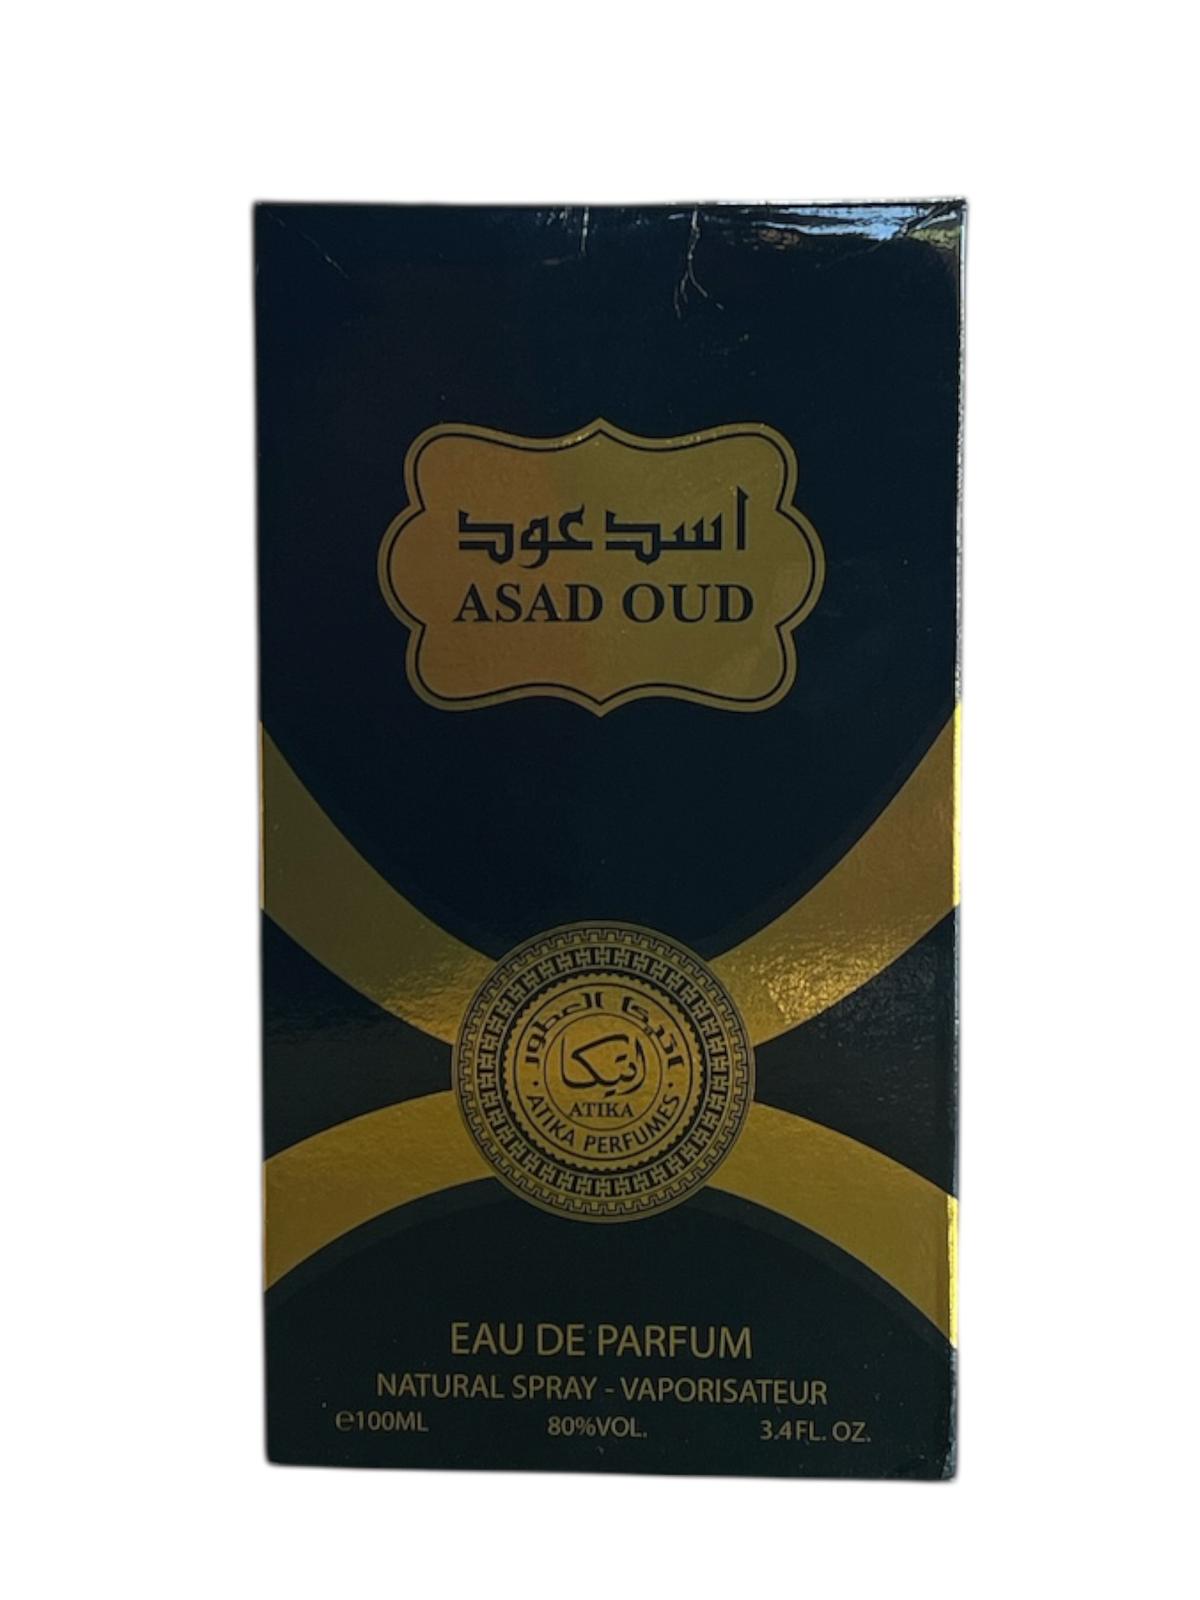 اسد عود
ASAD OUD
اتيكا العطور
اتيكا
ATIKA
· ATIKA PERFUMES ·
EAU DE PARFUM
NATURAL SPRAY - VAPORISATEUR
℮100ML 80%VOL. 3.4FL. OZ.